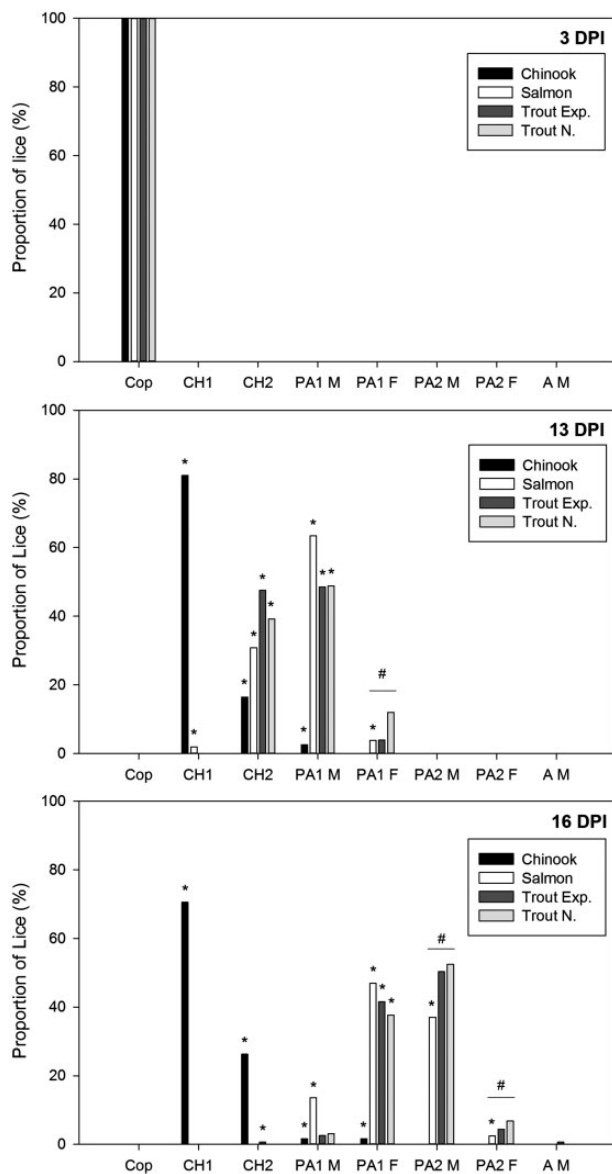 3 DPI
100
80
60
40
20
0
Proportion of lice (%)
Chinook
Salmon
Trout Exp.
Trout N.
Cop CH1 CH2 PA1 M PA1 F PA2 M PA2 F A M
13 DPI
100
80
60
40
20
0
Proportion of Lice (%)
Chinook
Salmon
Trout Exp.
Trout N.
* * * * * * * * * * * #
Cop CH1 CH2 PA1 M PA1 F PA2 M PA2 F A M
16 DPI
100
80
60
40
20
0
Proportion of Lice (%)
Chinook
Salmon
Trout Exp.
Trout N.
* * * * * * * * * * # * #
Cop CH1 CH2 PA1 M PA1 F PA2 M PA2 F A M